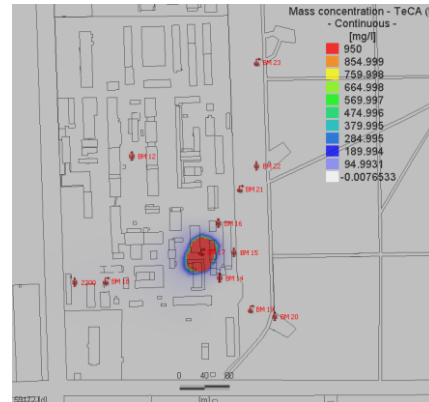 Mass concentration - TeCA (
- Continuous -
[mg/l]
950
854.999
759.998
664.998
569.997
474.996
379.995
284.995
189.994
94.9931
-0.0076533
BM 23
BM 12
BM 22
BM 21
BM 16
BM 15
BM 14
2200
BM 18
BM 20
0 40 80
[m]